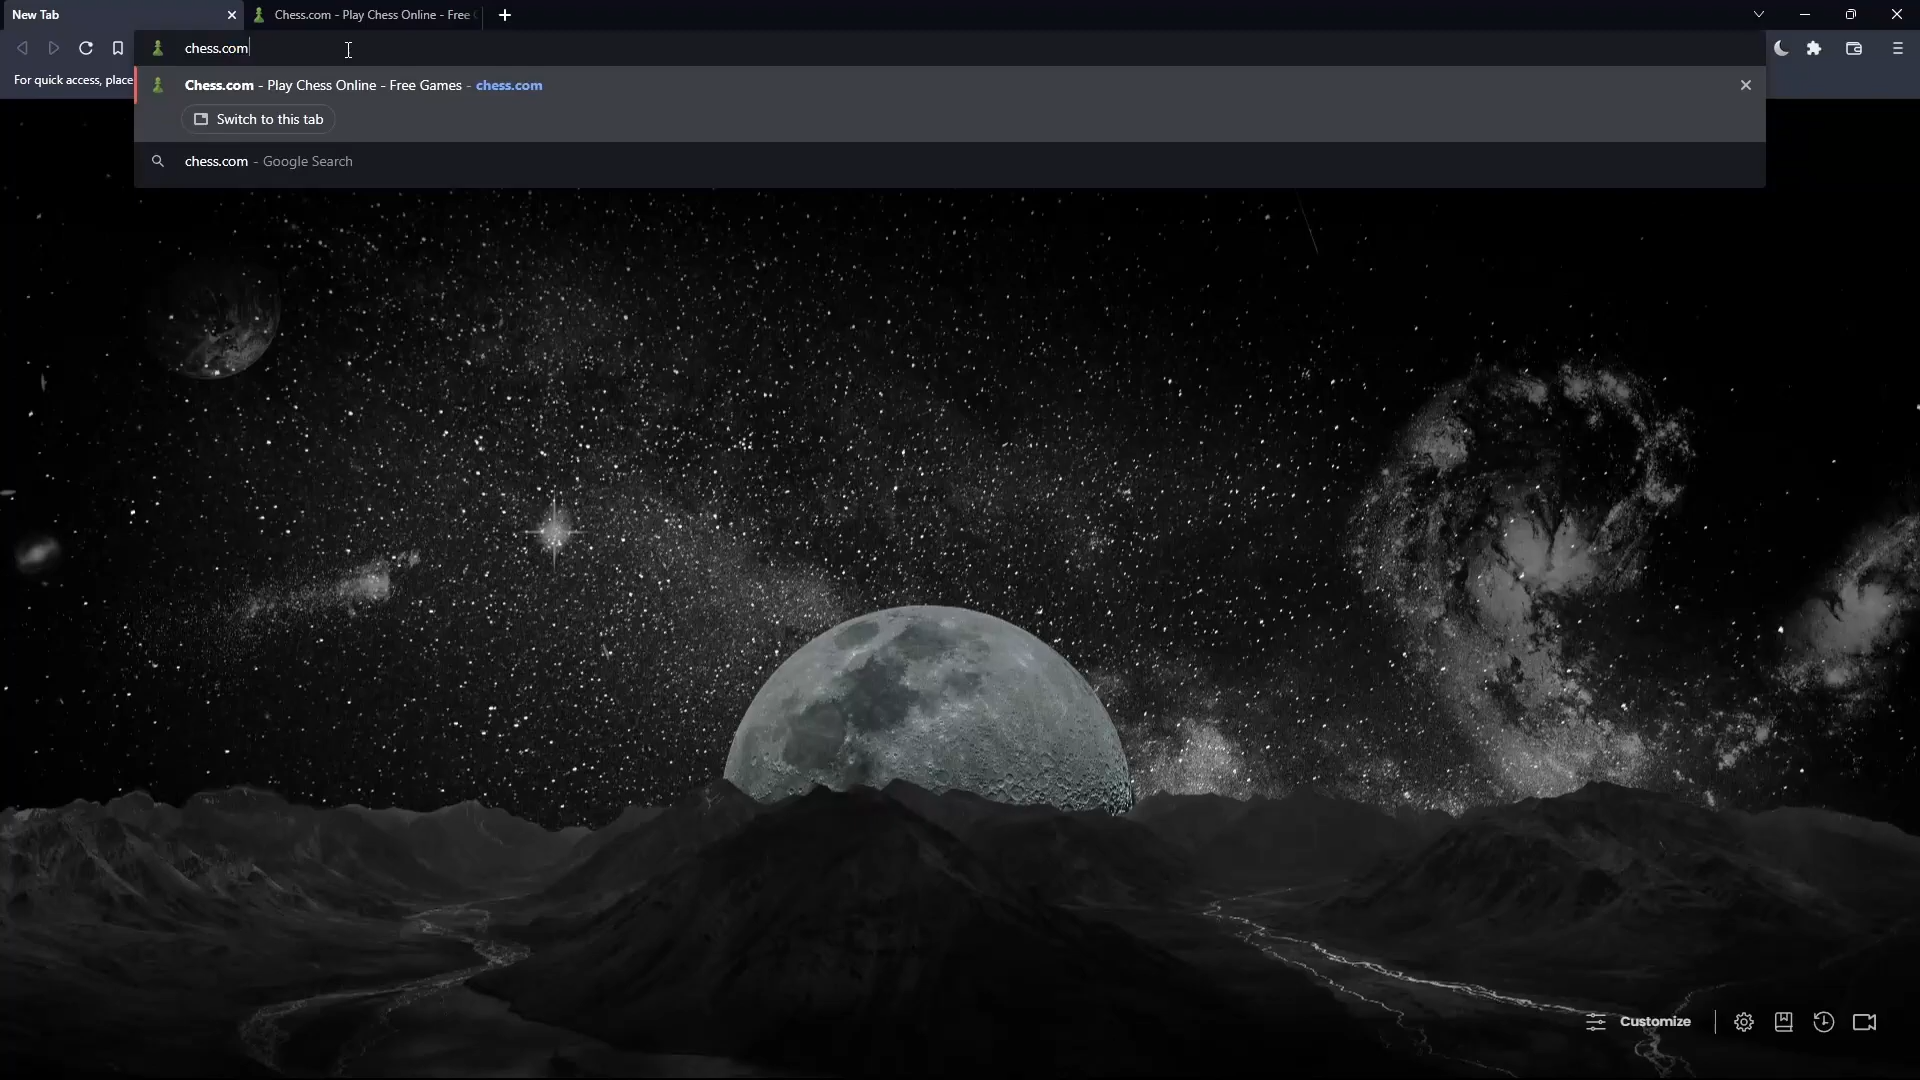 New Tab
Chess.com - Play Chess Online - Free
chess.com
For quick access, place
Chess.com - Play Chess Online - Free Games - chess.com
Switch to this tab
chess.com - Google Search
Customize